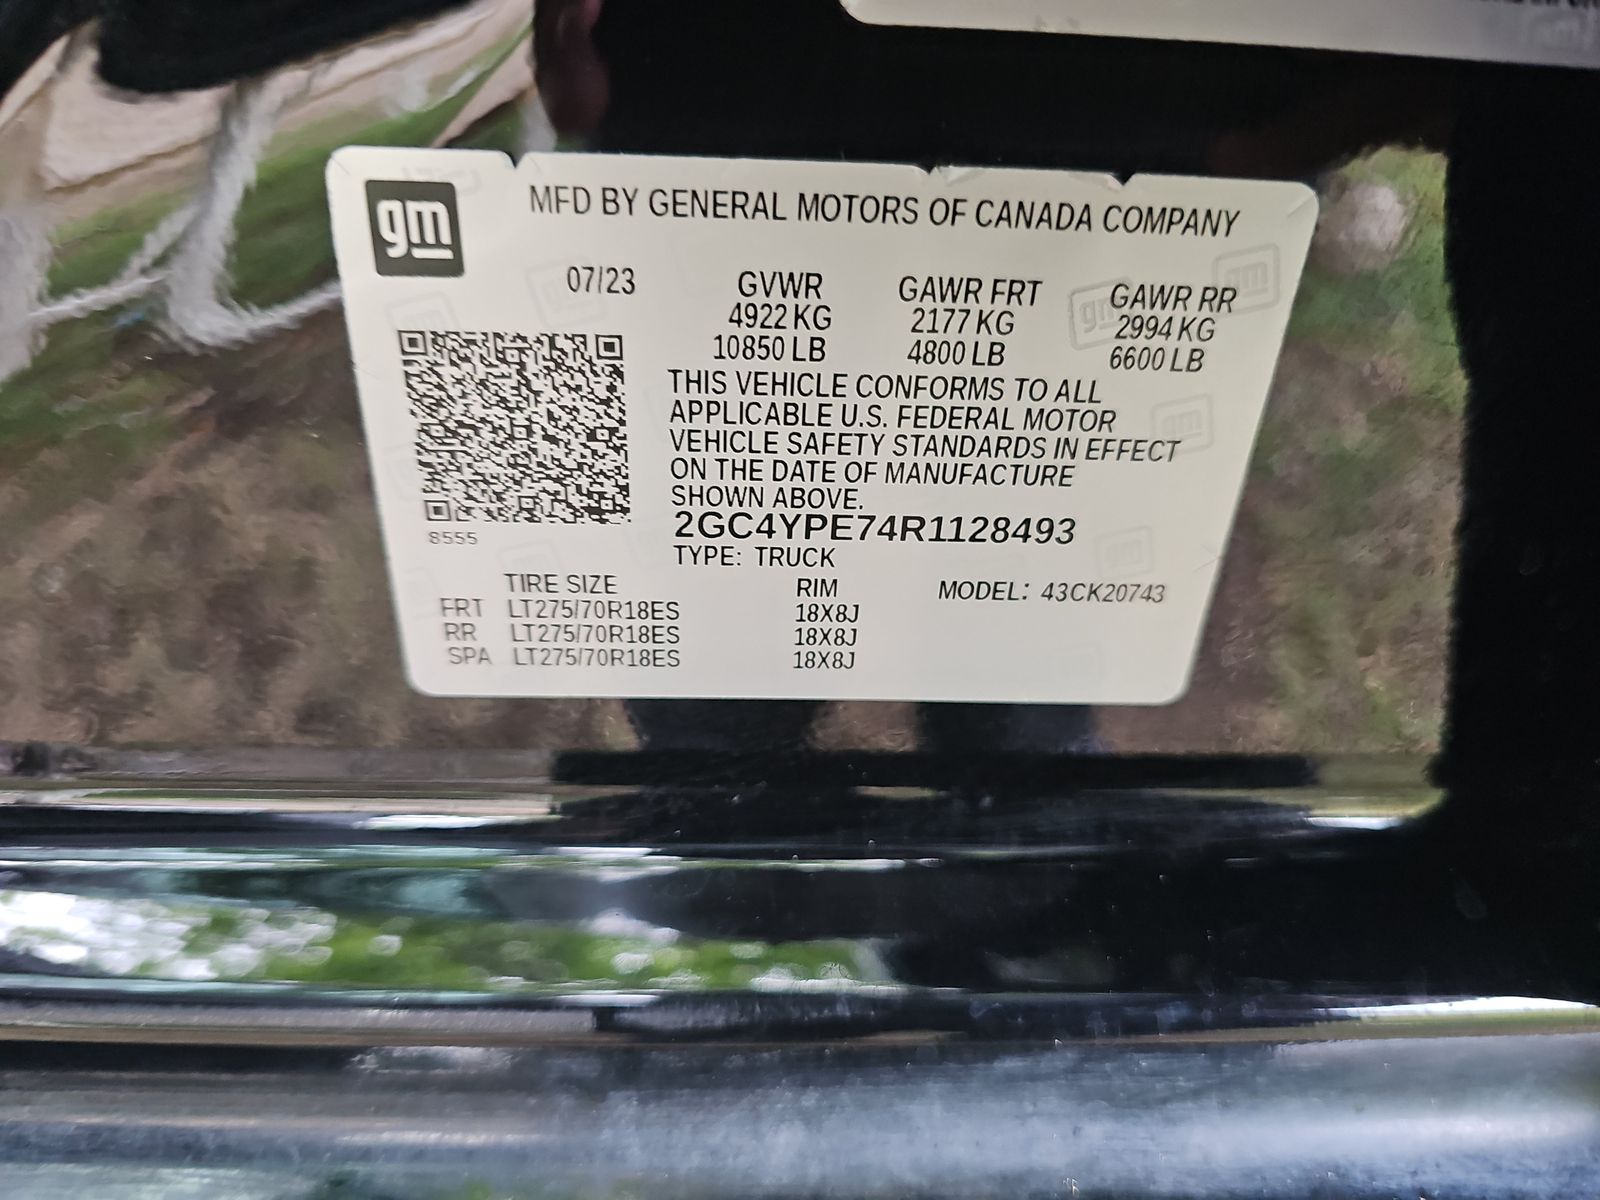 gm
MFD BY GENERAL MOTORS OF CANADA COMPANY
07/23
GVWR GAWR FRT GAWR RR
4922 KG 2177 KG 2994 KG
10850 LB 4800 LB 6600 LB
THIS VEHICLE CONFORMS TO ALL
APPLICABLE U.S. FEDERAL MOTOR
VEHICLE SAFETY STANDARDS IN EFFECT
ON THE DATE OF MANUFACTURE
SHOWN ABOVE.
2GC4YPE74R1128493
8555
TYPE: TRUCK
TIRE SIZE RIM MODEL: 43CK20743
FRT LT275/70R18ES 18X8J
RR LT275/70R18ES 18X8J
SPA LT275/70R18ES 18X8J